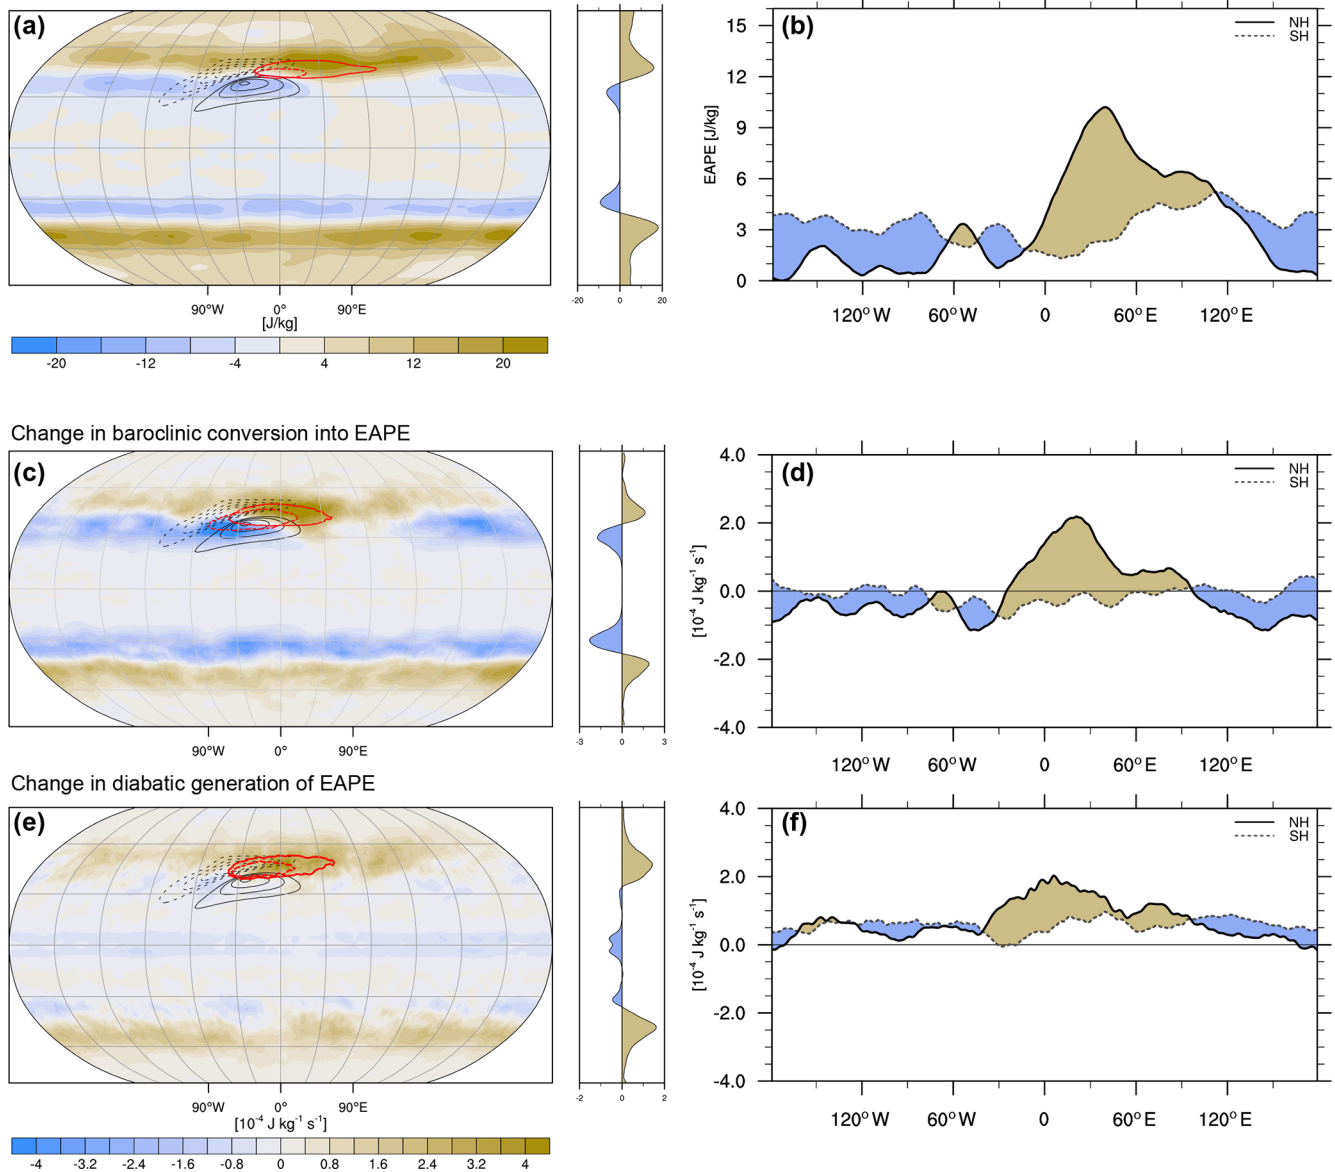 (a)
90°W 0° 90°E
[J/kg]
-20 -12 -4 4 12 20
-20 0 20
(b)
NH
SH
EAPE [J/kg]
15
12
9
6
3
0
120° W 60° W 0 60° E 120° E
Change in baroclinic conversion into EAPE
(c)
90°W 0° 90°E
-3 0 3
(d)
NH
SH
[10⁻⁴ J kg⁻¹ s⁻¹]
4.0
2.0
0.0
-2.0
-4.0
120° W 60° W 0 60° E 120° E
Change in diabatic generation of EAPE
(e)
90°W 0° 90°E
[10⁻⁴ J kg⁻¹ s⁻¹]
-4 -3.2 -2.4 -1.6 -0.8 0 0.8 1.6 2.4 3.2 4
-2 0 2
(f)
NH
SH
[10⁻⁴ J kg⁻¹ s⁻¹]
4.0
2.0
0.0
-2.0
-4.0
120° W 60° W 0 60° E 120° E